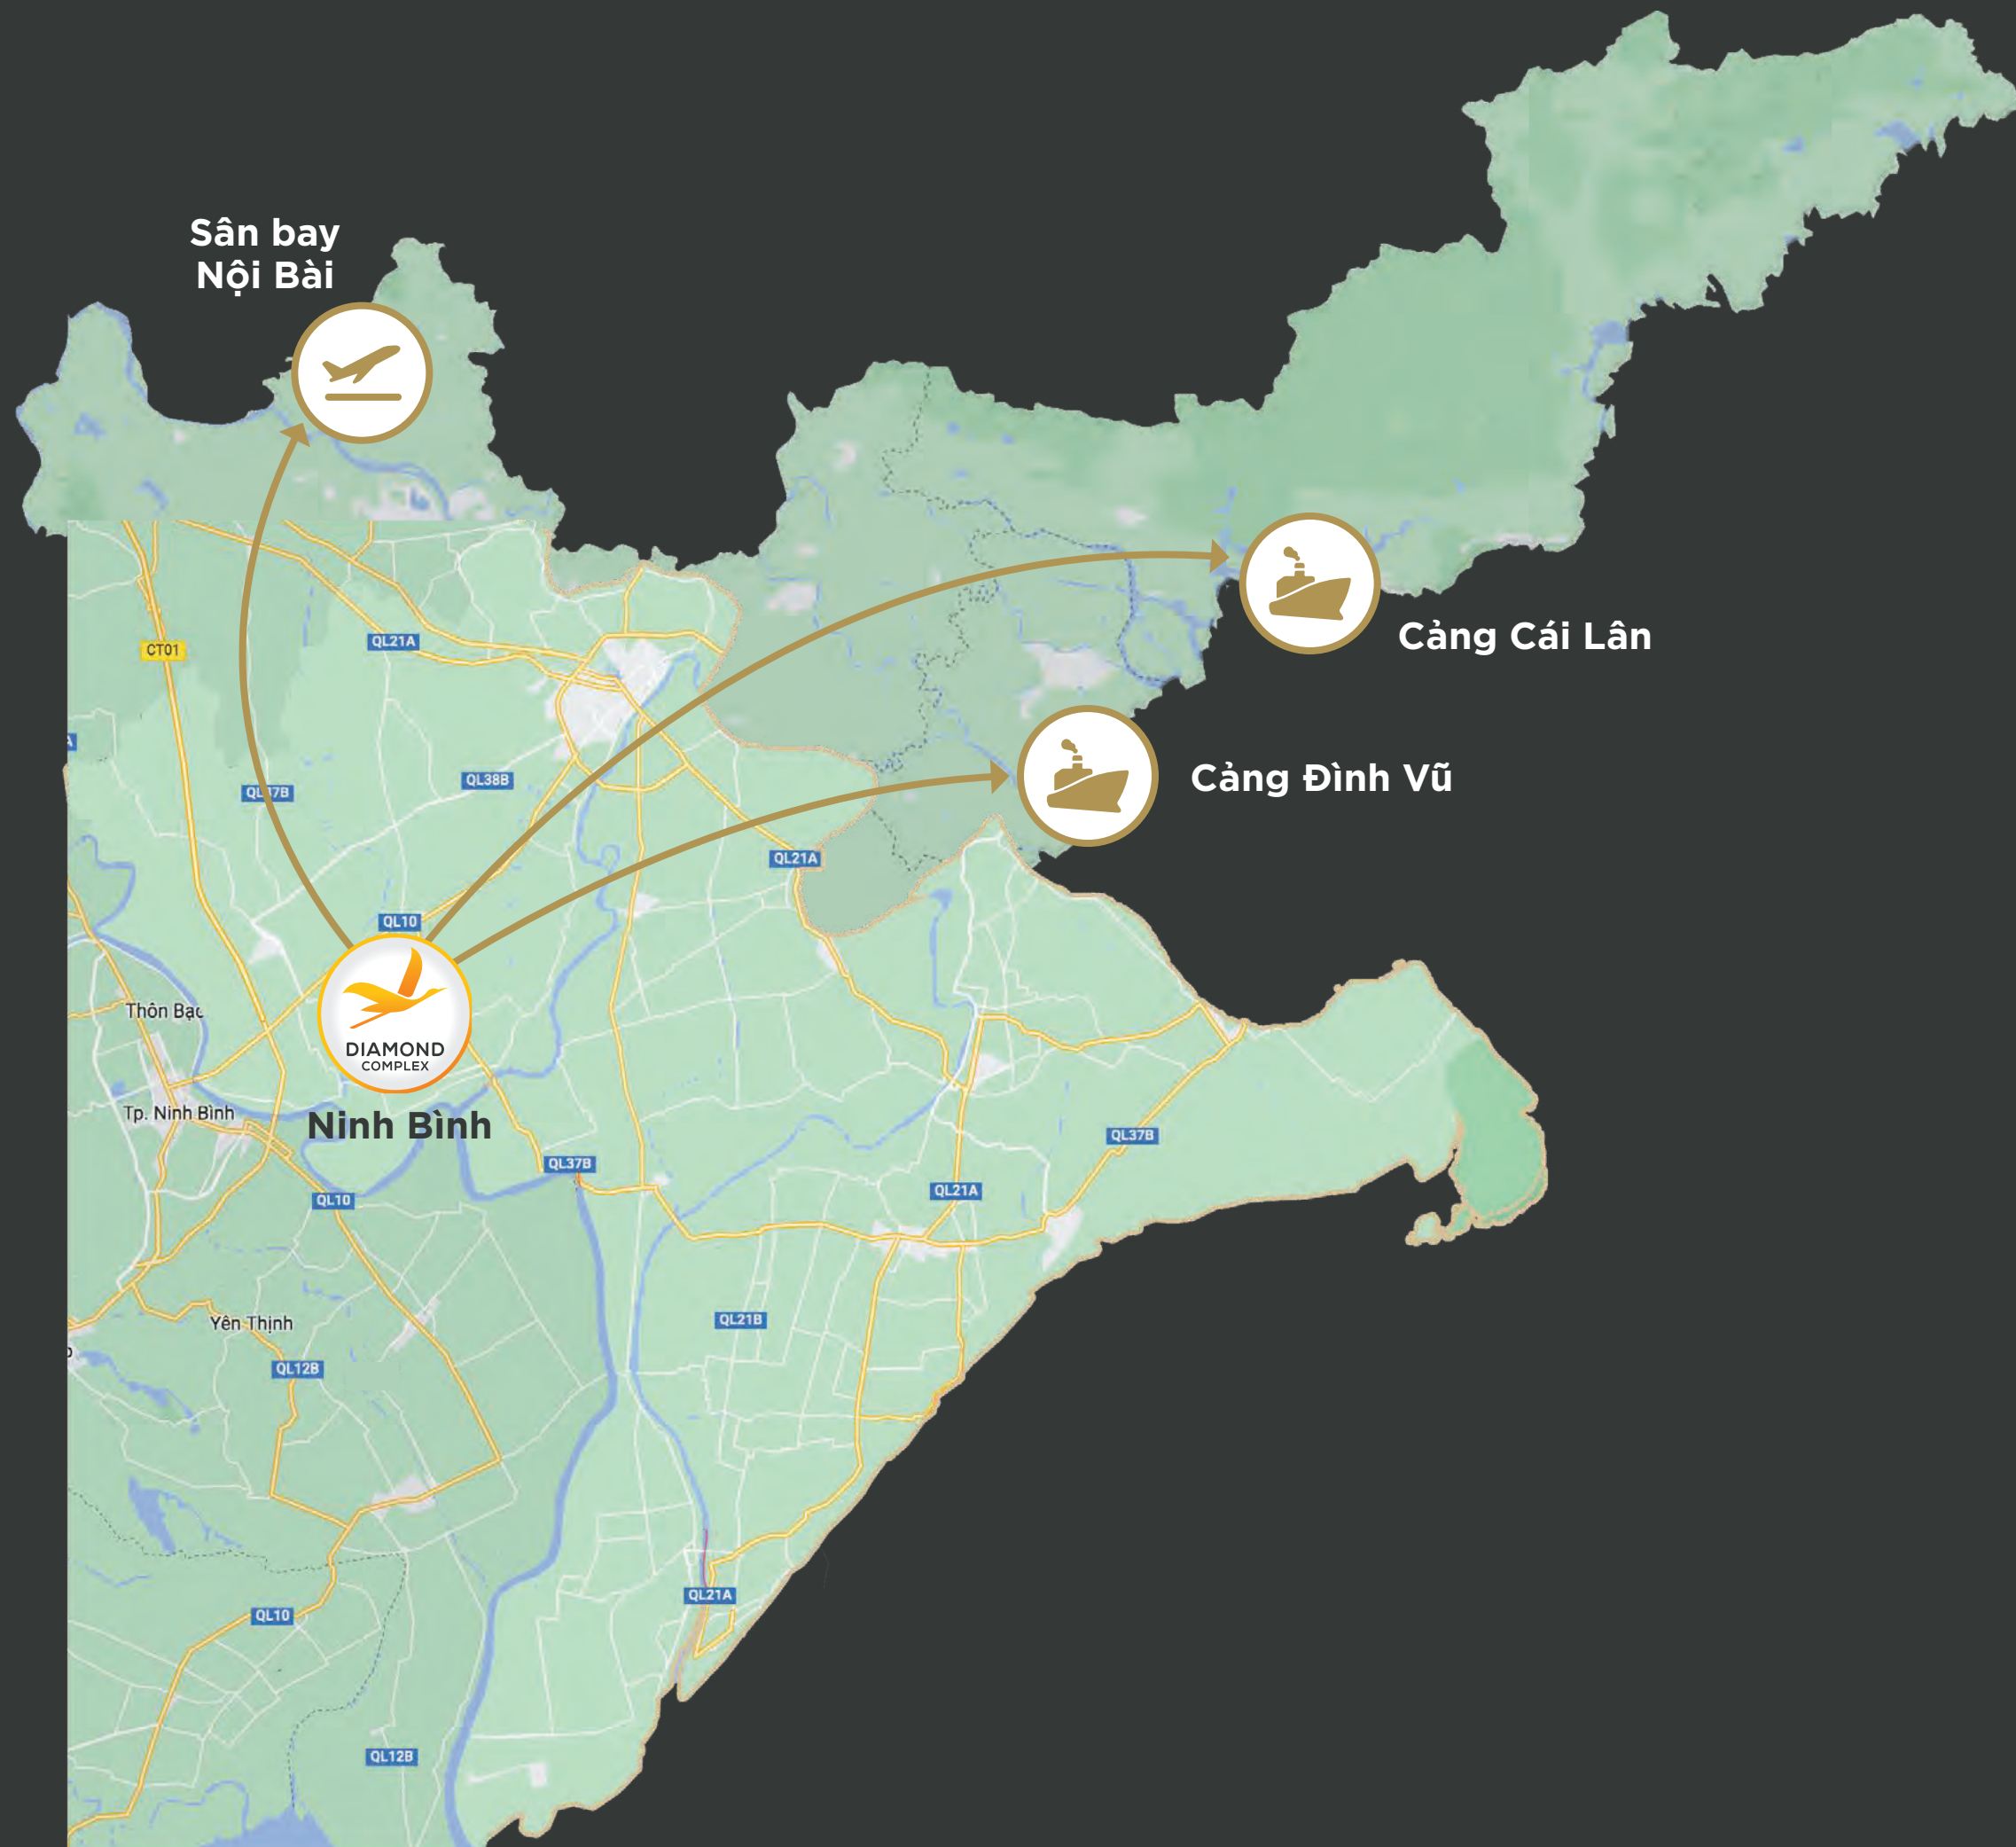 Sân bay
Nội Bài
QL21A
CT01
Cảng Cái Lân
QL38B
Cảng Đình Vũ
QL21A
QL10
Thôn Bạc
DIAMOND
COMPLEX
Tp. Ninh Bình
Ninh Bình
QL37B
QL37B
QL10
QL21A
Yên Thịnh
QL21B
QL12B
QL21A
QL10
QL12B